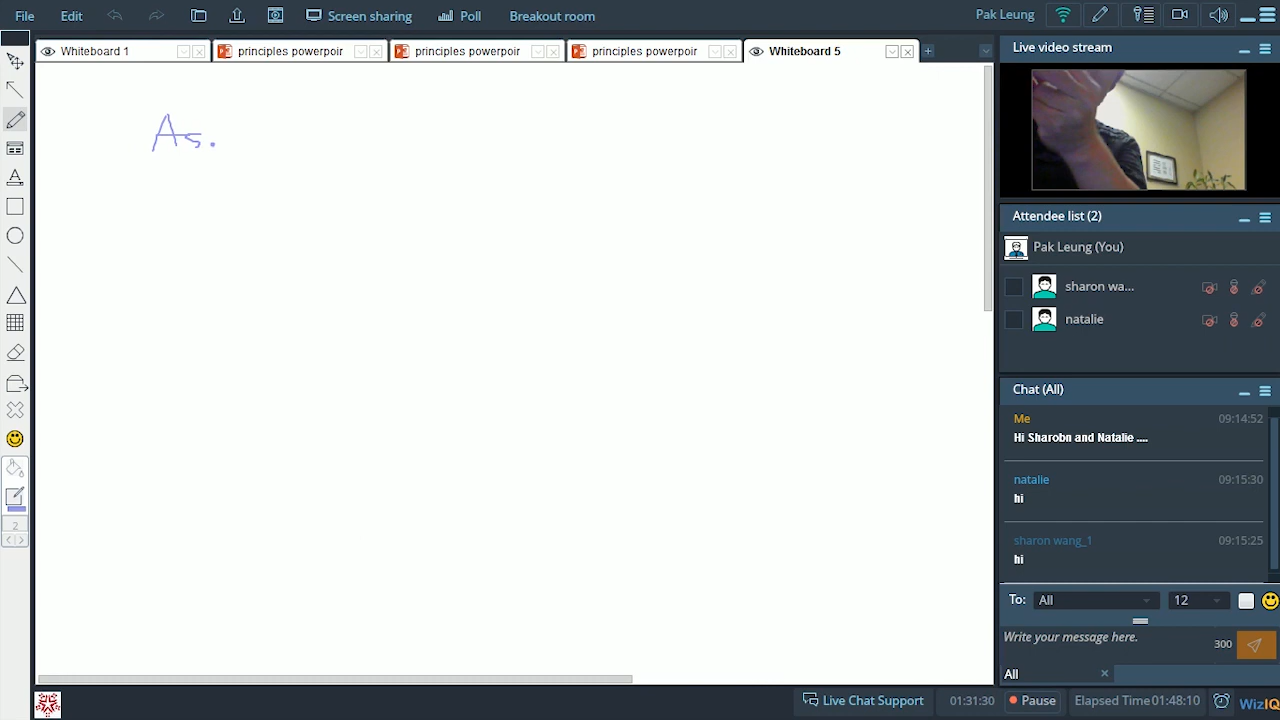 File Edit Screen sharing Poll Breakout room Pak Leung
Whiteboard 1 principles powerpoir principles powerpoir principles powerpoir Whiteboard 5 +
As.
Live video stream
Attendee list (2)
Pak Leung (You)
sharon wa...
natalie
Chat (All)
Me 09:14:52
Hi Sharobn and Natalie ....
natalie 09:15:30
hi
sharon wang_1 09:15:25
hi
To: All 12
Write your message here. 300
All
2
Live Chat Support 01:31:30 Pause Elapsed Time 01:48:10 WizIQ